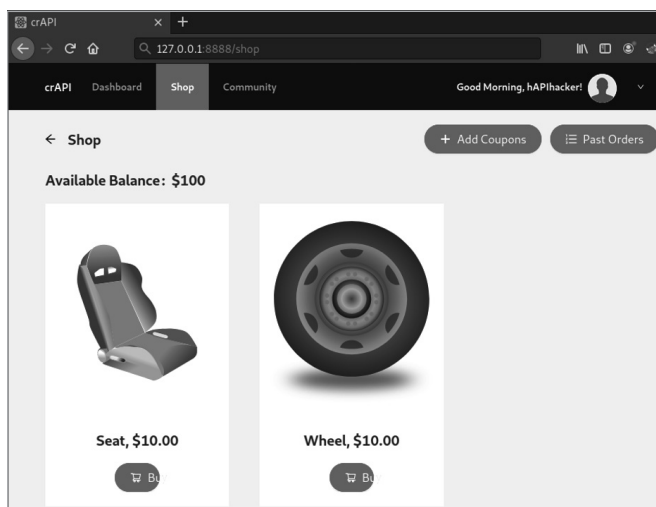 crAPI × +
127.0.0.1:8888/shop
crAPI Dashboard Shop Community Good Morning, hAPIhacker!
← Shop + Add Coupons Past Orders
Available Balance: $100
Seat, $10.00 Wheel, $10.00